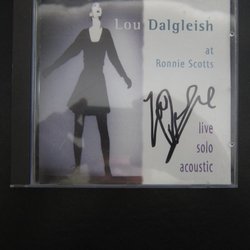 Lou Dalgleish
at
Ronnie Scotts
live
solo
acoustic